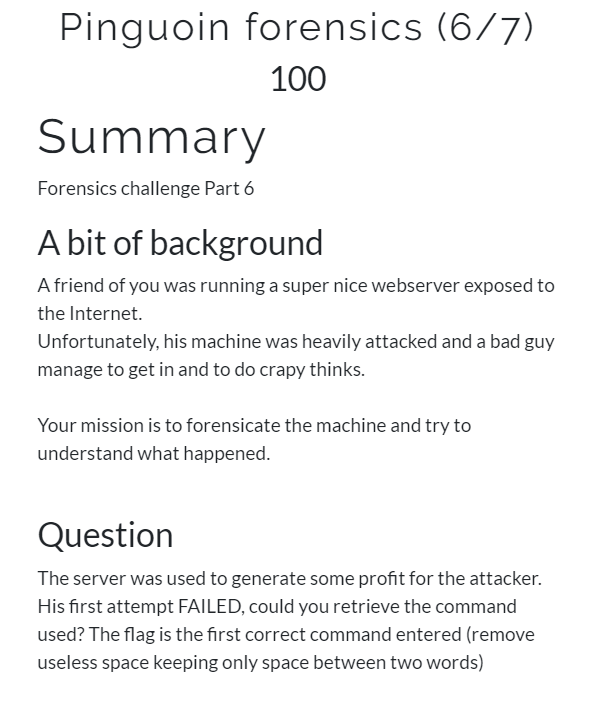 Pinguoin forensics (6/7)
100
Summary
Forensics challenge Part 6
A bit of background
A friend of you was running a super nice webserver exposed to
the Internet.
Unfortunately, his machine was heavily attacked and a bad guy
manage to get in and to do crapy thinks.
Your mission is to forensicate the machine and try to
understand what happened.
Question
The server was used to generate some profit for the attacker.
His first attempt FAILED, could you retrieve the command
used? The flag is the first correct command entered (remove
useless space keeping only space between two words)